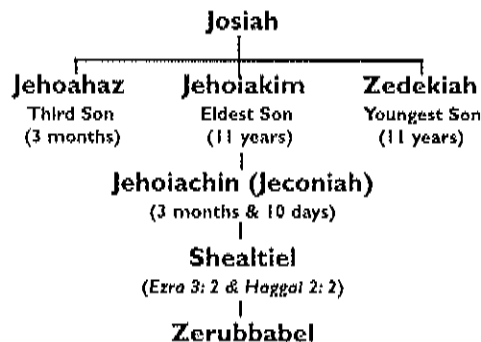 Josiah
Jehoahaz Jehoiakim Zedekiah
Third Son Eldest Son Youngest Son
(3 months) (11 years) (11 years)
Jehoiachin (Jeconiah)
(3 months & 10 days)
Shealtiel
(Ezra 3: 2 & Haggai 2: 2)
Zerubbabel